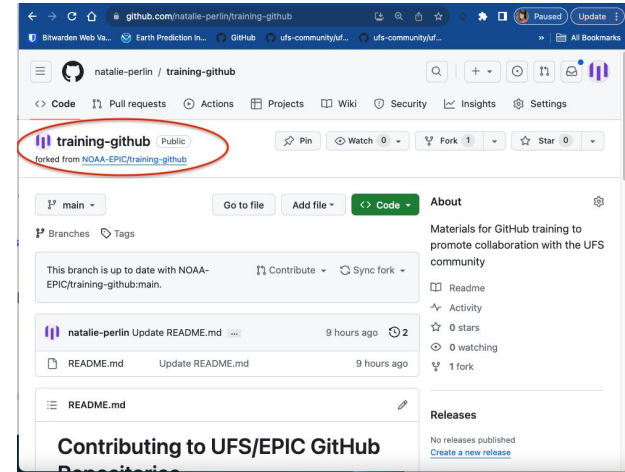 github.com/natalie-perlin/training-github
Paused
Update
Bitwarden Web Va...
Earth Prediction In...
GitHub
ufs-community/uf...
ufs-community/uf...
»
All Bookmarks
natalie-perlin / training-github
Code
Pull requests
Actions
Projects
Wiki
Security
Insights
Settings
training-github Public
forked from NOAA-EPIC/training-github
Pin
Watch 0
Fork 1
Star 0
main
Go to file
Add file
<> Code
Branches
Tags
This branch is up to date with NOAA-
EPIC/training-github:main.
Contribute
Sync fork
natalie-perlin Update README.md ...
9 hours ago
2
README.md
Update README.md
9 hours ago
README.md
Contributing to UFS/EPIC GitHub
Repositories
About
Materials for GitHub training to
promote collaboration with the UFS
community
Readme
Activity
0 stars
0 watching
1 fork
Releases
No releases published
Create a new release